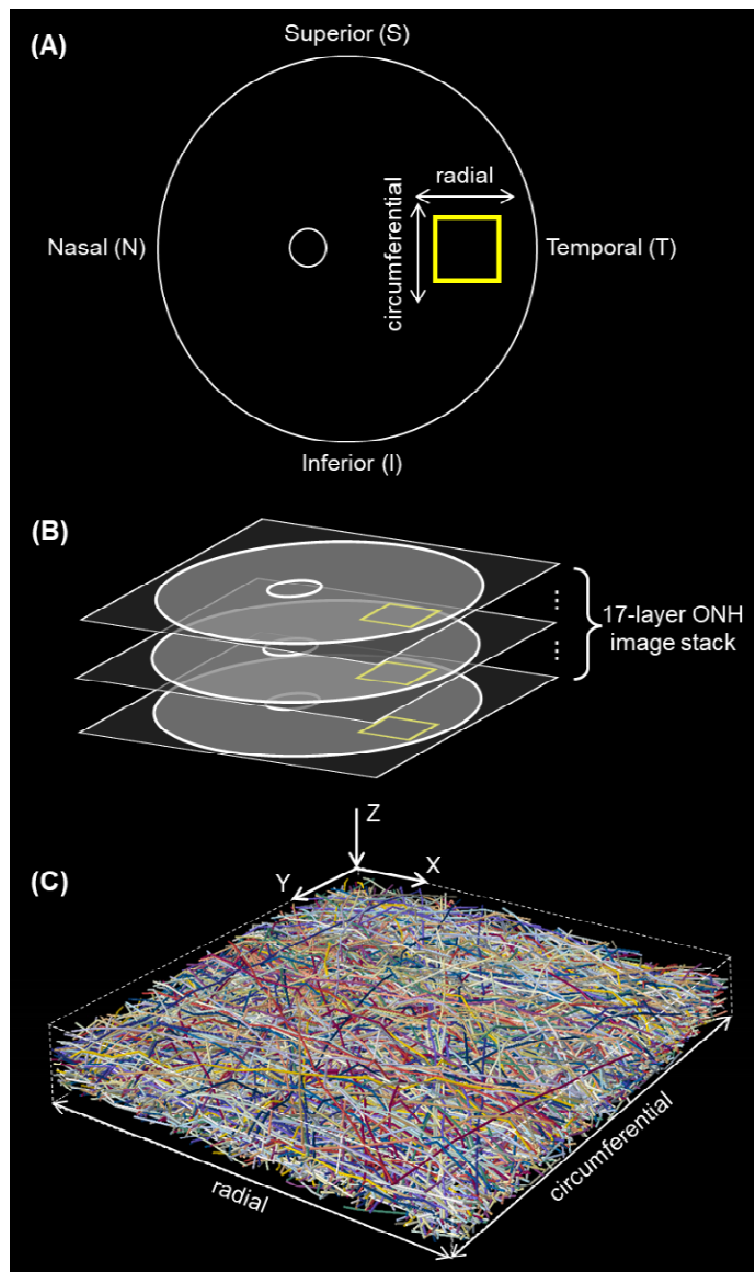 (A)
Superior (S)
radial
circumferential
Nasal (N)
Temporal (T)
Inferior (I)
(B)
17-layer ONH
image stack
Z
(C)
Y
X
radial
circumferential